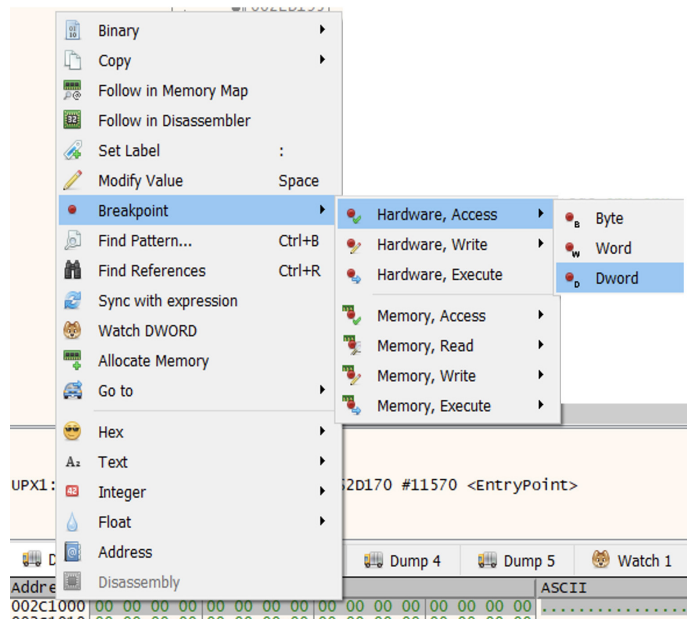 Binary
Copy
Follow in Memory Map
Follow in Disassembler
Set Label :
Modify Value Space
Breakpoint
Find Pattern... Ctrl+B
Find References Ctrl+R
Sync with expression
Watch DWORD
Allocate Memory
Go to
Hex
Text
Integer
Float
Address
Disassembly
Hardware, Access
Hardware, Write
Hardware, Execute
Memory, Access
Memory, Read
Memory, Write
Memory, Execute
Byte
Word
Dword
UPX1: 2D170 #11570 <EntryPoint>
Dump 4 Dump 5 Watch 1
Addre ASCII
002C1000 00 00 00 00 00 00 00 00 00 00 00 00 00 00 00 00 ................